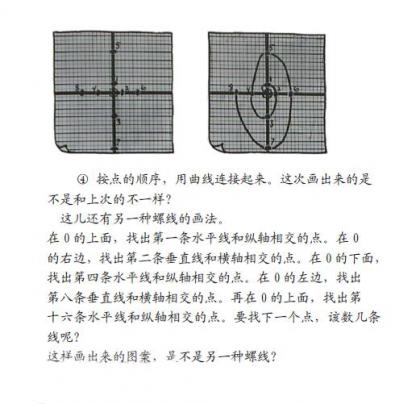 ④ 按点的顺序，用曲线连接起来。这次画出来的是
不是和上次的不一样？
这儿还有另一种螺线的画法。
在0的上面，找出第一条水平线和纵轴相交的点。在0
的右边，找出第二条垂直线和横轴相交的点。在0的下面，
找出第四条水平线和纵轴相交的点。在0的左边，找出
第八条垂直线和横轴相交的点。再在0的上面，找出第
十六条水平线和纵轴相交的点。要找下一个点，该数几条
线呢？
这样画出来的图案，是不是另一种螺线？